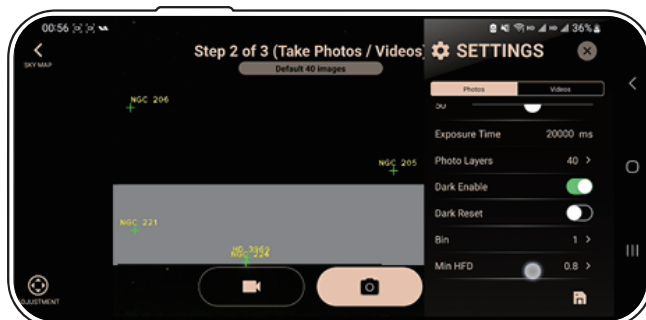 00:56
36%
SKY MAP
Step 2 of 3 (Take Photos / Videos)
Default 40 images
NGC 206
NGC 205
NGC 221
NGC 224
ADJUSTMENT
SETTINGS
Photos Videos
Exposure Time 20000 ms
Photo Layers 40 >
Dark Enable
Dark Reset
Bin 1 >
Min HFD 0.8 >